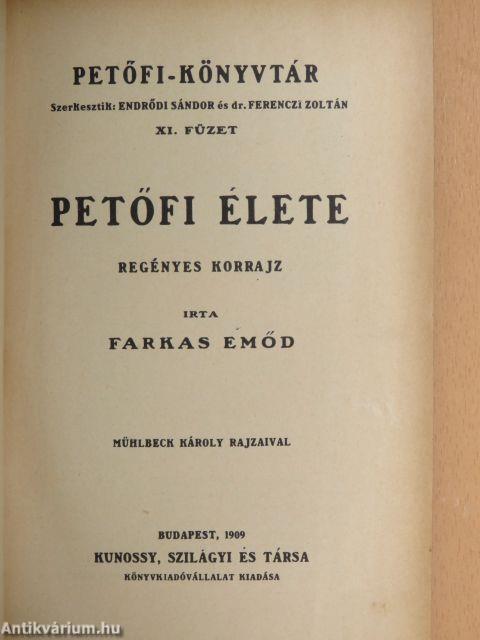 PETŐFI-KÖNYVTÁR
Szerkesztik: ENDRŐDI SÁNDOR és dr. FERENCZI ZOLTÁN
XI. FÜZET
PETŐFI ÉLETE
REGÉNYES KORRAJZ
IRTA
FARKAS EMŐD
MÜHLBECK KÁROLY RAJZAIVAL
BUDAPEST, 1909
KUNOSSY, SZILÁGYI ÉS TÁRSA
KÖNYVKIADÓVÁLLALAT KIADÁSA
Antikvárium.hu